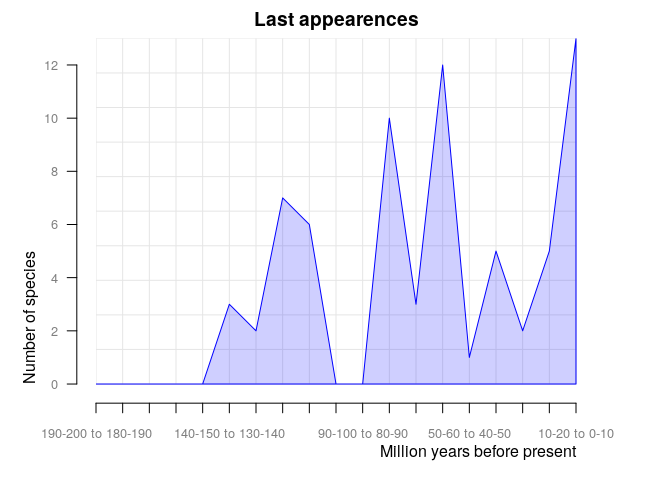 Last appearences
Number of species
12
10
8
6
4
2
0
190-200 to 180-190 140-150 to 130-140 90-100 to 80-90 50-60 to 40-50 10-20 to 0-10
Million years before present